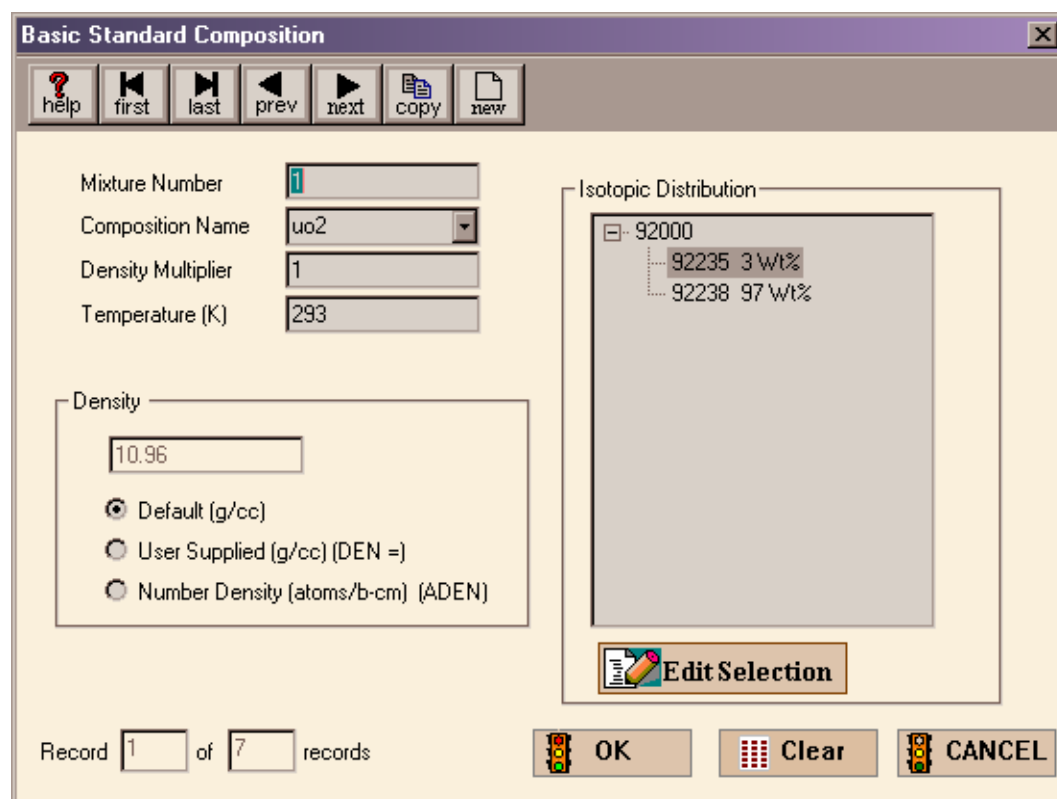 Basic Standard Composition
help first last prev next copy new
Mixture Number 1
Composition Name uo2
Density Multiplier 1
Temperature (K) 293
Density
10.96
Default (g/cc)
User Supplied (g/cc) (DEN =)
Number Density (atoms/b-cm) (ADEN)
Isotopic Distribution
92000
92235 3 Wt%
92238 97 Wt%
Edit Selection
Record 1 of 7 records
OK Clear CANCEL